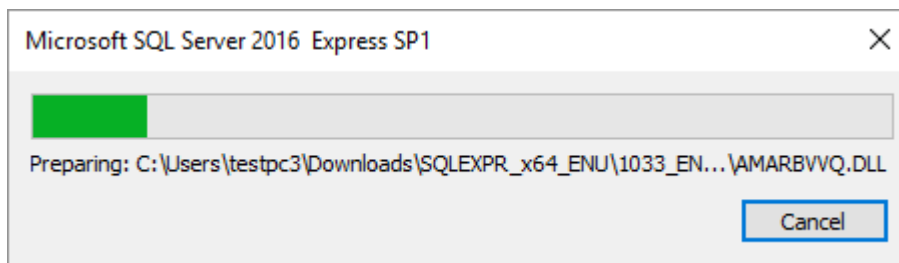 Microsoft SQL Server 2016  Express SP1
Preparing: C:\Users\testpc3\Downloads\SQLEXPR_x64_ENU\1033_EN...\AMARBVVQ.DLL
Cancel